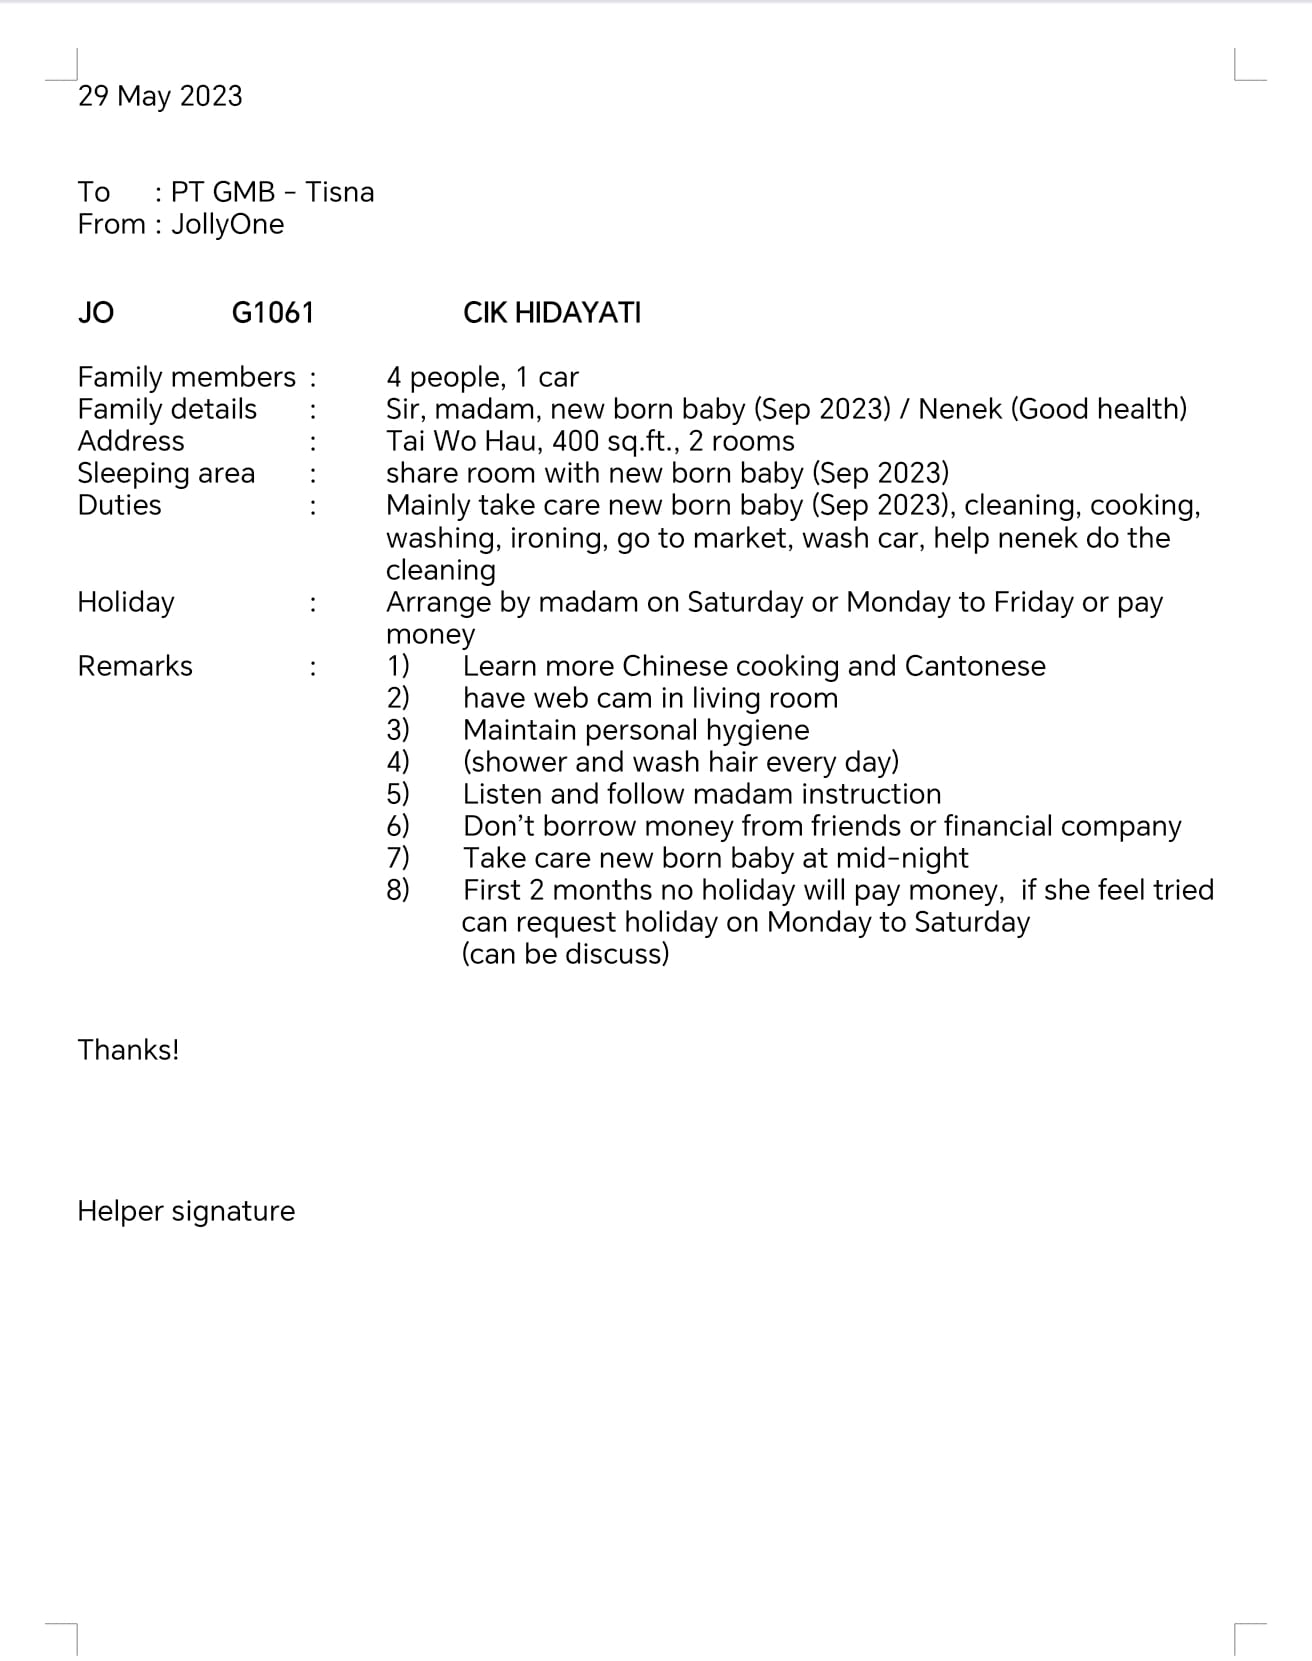 29 May 2023
To : PT GMB - Tisna
From : JollyOne
JO G1061 CIK HIDAYATI
Family members : 4 people, 1 car
Family details : Sir, madam, new born baby (Sep 2023) / Nenek (Good health)
Address : Tai Wo Hau, 400 sq.ft., 2 rooms
Sleeping area : share room with new born baby (Sep 2023)
Duties : Mainly take care new born baby (Sep 2023), cleaning, cooking,
washing, ironing, go to market, wash car, help nenek do the
cleaning
Holiday : Arrange by madam on Saturday or Monday to Friday or pay
money
Remarks : 1) Learn more Chinese cooking and Cantonese
2) have web cam in living room
3) Maintain personal hygiene
4) (shower and wash hair every day)
5) Listen and follow madam instruction
6) Don’t borrow money from friends or financial company
7) Take care new born baby at mid-night
8) First 2 months no holiday will pay money, if she feel tried
can request holiday on Monday to Saturday
(can be discuss)
Thanks!
Helper signature